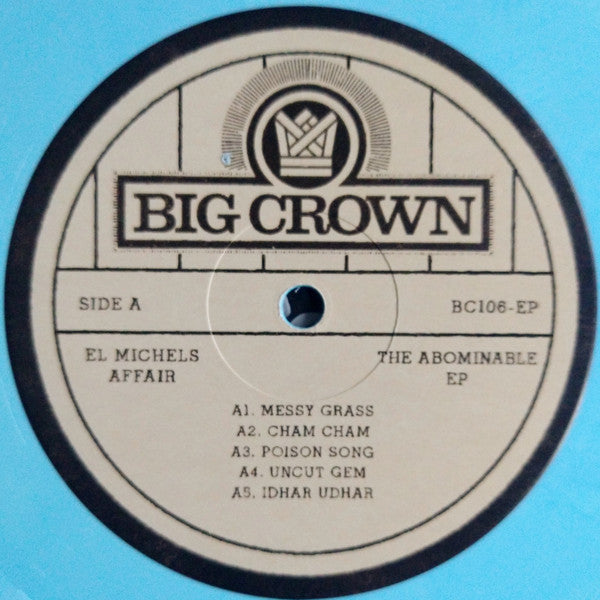 BIG CROWN
SIDE A
BC106-EP
EL MICHELS
AFFAIR
THE ABOMINABLE
EP
A1. MESSY GRASS
A2. CHAM CHAM
A3. POISON SONG
A4. UNCUT GEM
A5. IDHAR UDHAR